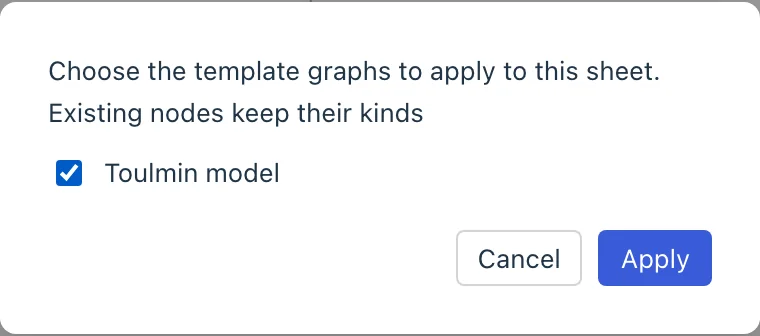 Choose the template graphs to apply to this sheet.
Existing nodes keep their kinds
Toulmin model
Cancel Apply